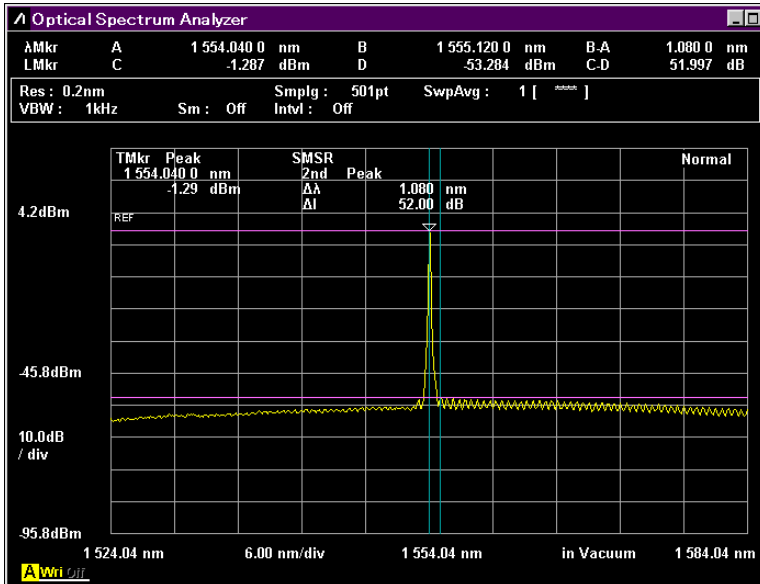 Optical Spectrum Analyzer
λMkr A 1 554.040 0 nm B 1 555.120 0 nm B-A 1.080 0 nm
LMkr C -1.287 dBm D -53.284 dBm C-D 51.997 dB
Res : 0.2nm Smplg : 501pt SwpAvg : 1 [ **** ]
VBW : 1kHz Sm : Off Intvl : Off
TMkr Peak SMSR Normal
1 554.040 0 nm 2nd Peak
-1.29 dBm Δλ 1.080 nm
Δl 52.00 dB
4.2dBm
REF
-45.8dBm
10.0dB
/ div
-95.8dBm
1 524.04 nm 6.00 nm/div 1 554.04 nm in Vacuum 1 584.04 nm
A Wri Off